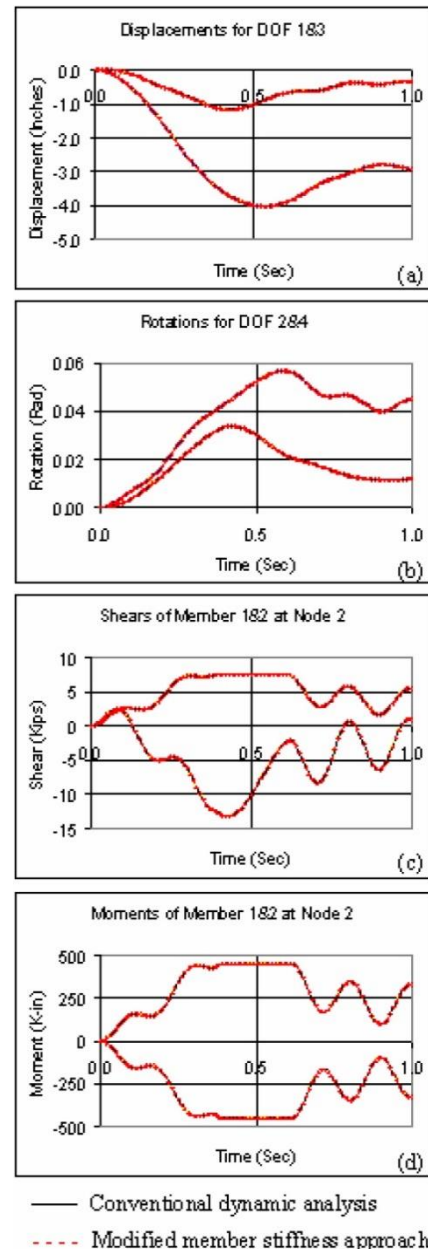 Displacements for DOF 1&3
Displacement (Inches)
0.0
-1.0
-2.0
-3.0
-4.0
-5.0
0.0
0.5
1.0
Time (Sec)
(a)
Rotations for DOF 2&4
Rotation (Rad)
0.06
0.04
0.02
0.00
0.0
0.5
1.0
Time (Sec)
(b)
Shears of Member 1&2 at Node 2
Shear (Kips)
10
5
0
-5
-10
-15
0.0
0.5
1.0
Time (Sec)
(c)
Moments of Member 1&2 at Node 2
Moment (K-in)
500
250
0
-250
-500
0.0
0.5
1.0
Time (Sec)
(d)
Conventional dynamic analysis
Modified member stiffness approach